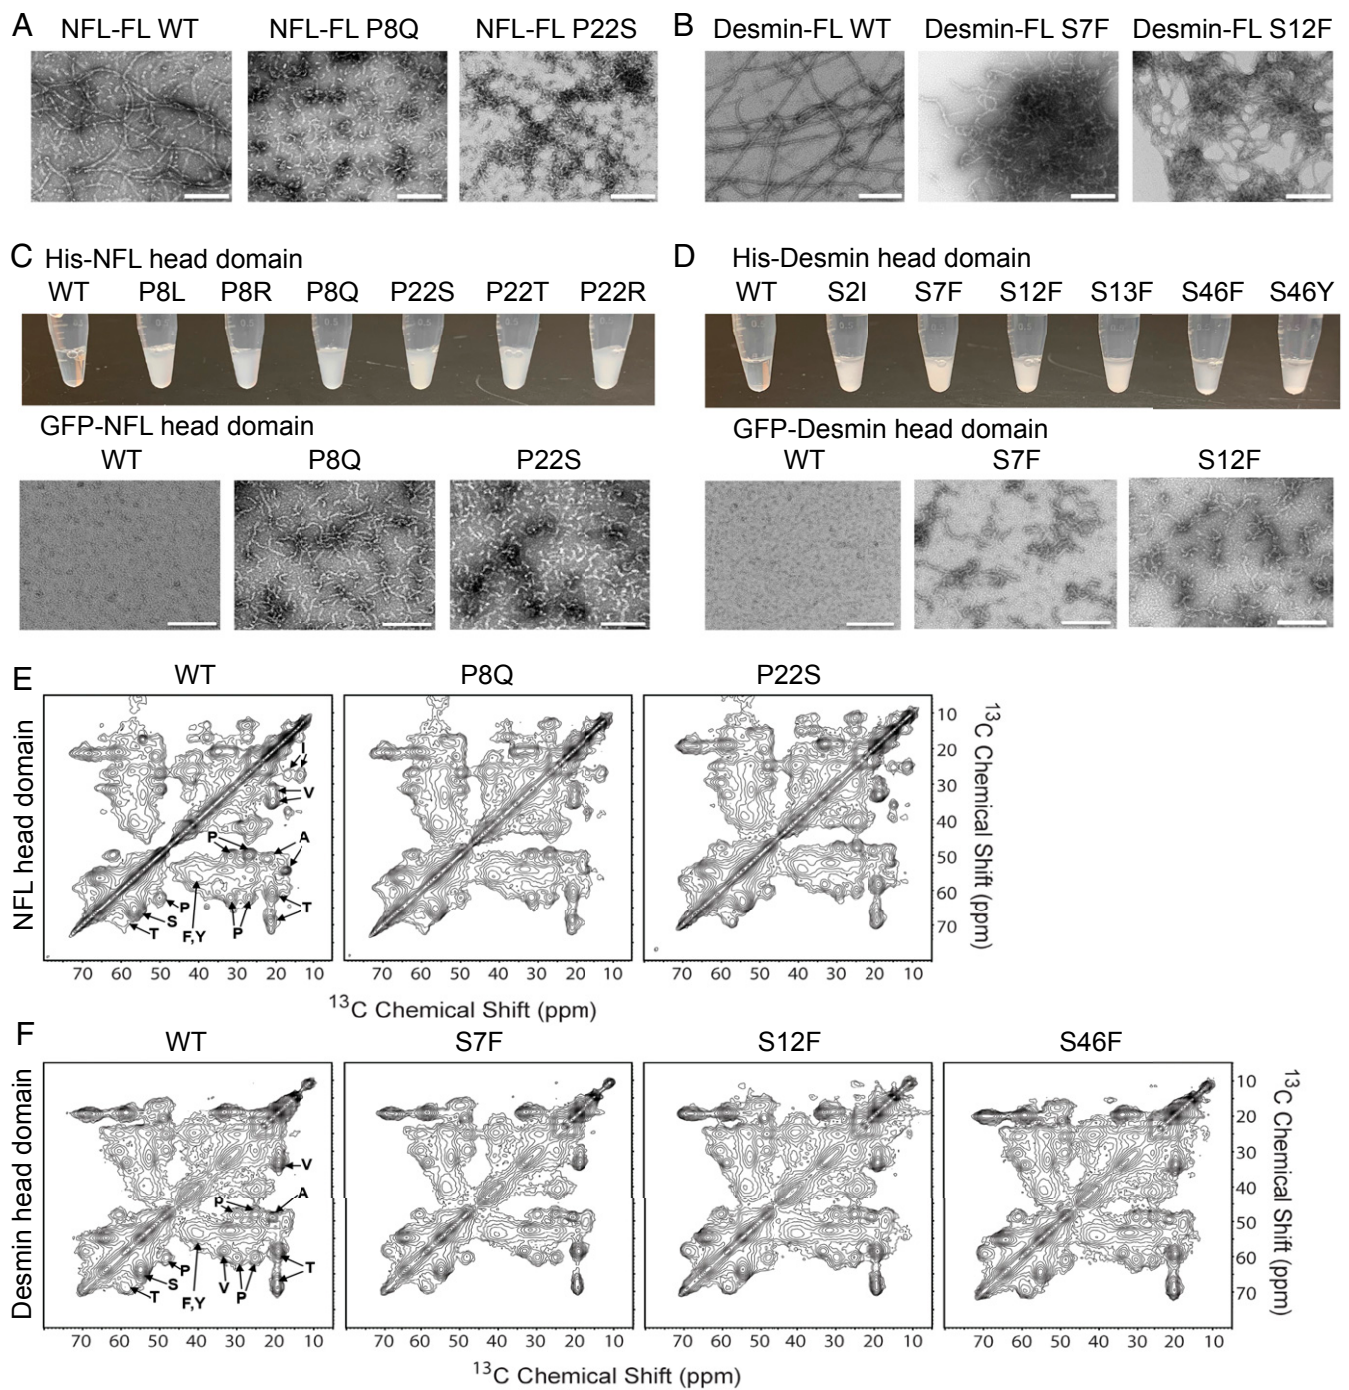 A NFL-FL WT NFL-FL P8Q NFL-FL P22S B Desmin-FL WT Desmin-FL S7F Desmin-FL S12F
C His-NFL head domain D His-Desmin head domain
WT P8L P8R P8Q P22S P22T P22R WT S2I S7F S12F S13F S46F S46Y
GFP-NFL head domain GFP-Desmin head domain
WT P8Q P22S WT S7F S12F
E WT P8Q P22S
NFL head domain
I
V
P A
P
S
T F,Y P T
10
20
30
40
50
60
70
13C Chemical Shift (ppm)
70 60 50 40 30 20 10 70 60 50 40 30 20 10 70 60 50 40 30 20 10
13C Chemical Shift (ppm)
F WT S7F S12F S46F
Desmin head domain
V
P A
P
S
T F,Y V P T
10
20
30
40
50
60
70
13C Chemical Shift (ppm)
80 70 60 50 40 30 20 10 70 60 50 40 30 20 10 70 60 50 40 30 20 10 70 60 50 40 30 20 10
13C Chemical Shift (ppm)